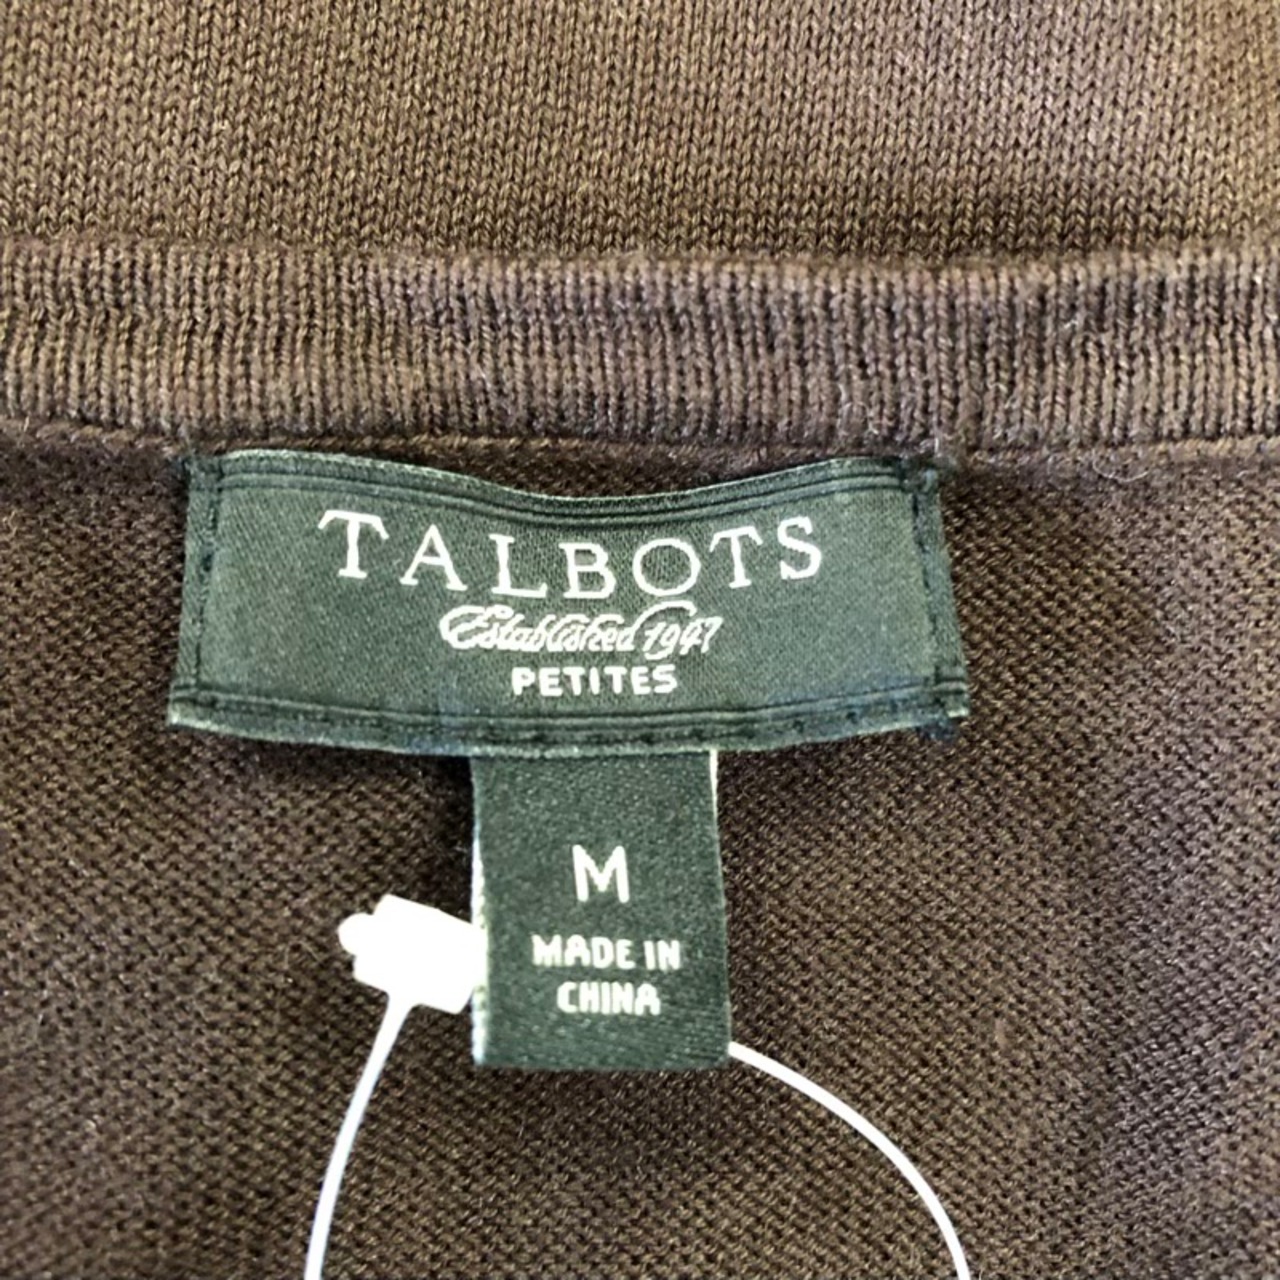 TALBOTS
Established 1947
PETITES
M
MADE IN
CHINA